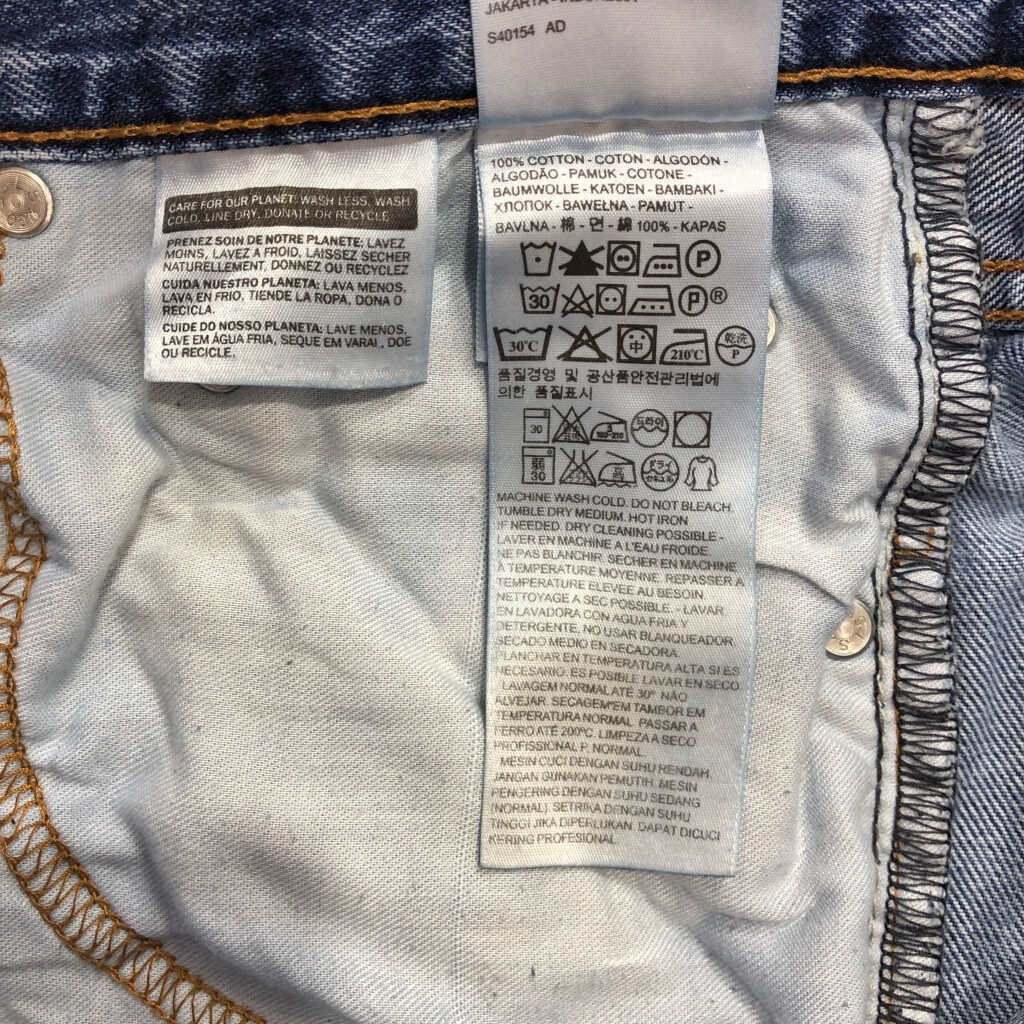 S40154 AD
CARE FOR OUR PLANET: WASH LESS, WASH
COLD, LINE DRY, DONATE OR RECYCLE
PRENEZ SOIN DE NOTRE PLANETE: LAVEZ
MOINS, LAVEZ A FROID, LAISSEZ SECHER
NATURELLEMENT, DONNEZ OU RECYCLEZ
CUIDA NUESTRO PLANETA: LAVA MENOS,
LAVA EN FRIO, TIENDE LA ROPA, DONA O
RECICLA.
CUIDE DO NOSSO PLANETA: LAVE MENOS,
LAVE EM ÁGUA FRIA, SEQUE EM VARAL, DOE
OU RECICLE.
100% COTTON - COTON - ALGODÓN -
ALGODÃO - PAMUK - COTONE -
BAUMWOLLE - KATOEN - BAMBAKI -
ХЛОПОК - BAWEŁNA - PAMUT -
BAVLNA - 棉 - 면 - 綿 100% - KAPAS
P
30 P®
30°C 中 210°C 乾洗 P
품질경영 및 공산품안전관리법에
의한 품질표시
30 3 180-210 드라이
30 高 ドライ
MACHINE WASH COLD. DO NOT BLEACH.
TUMBLE DRY MEDIUM. HOT IRON
IF NEEDED. DRY CLEANING POSSIBLE -
LAVER EN MACHINE A L'EAU FROIDE.
NE PAS BLANCHIR. SECHER EN MACHINE
A TEMPERATURE MOYENNE. REPASSER A
TEMPERATURE ELEVEE AU BESOIN.
NETTOYAGE A SEC POSSIBLE. - LAVAR
EN LAVADORA CON AGUA FRIA Y
DETERGENTE. NO USAR BLANQUEADOR.
SECADO MEDIO EN SECADORA.
PLANCHAR EN TEMPERATURA ALTA SI ES
NECESARIO. ES POSIBLE LAVAR EN SECO.
LAVAGEM NORMAL ATÉ 30° NÃO
ALVEJAR. SECAGEM EM TAMBOR EM
TEMPERATURA NORMAL. PASSAR A
FERRO ATÉ 200°C. LIMPEZA A SECO
PROFISSIONAL P. NORMAL.
MESIN CUCI DENGAN SUHU RENDAH.
JANGAN GUNAKAN PEMUTIH. MESIN
PENGERING DENGAN SUHU SEDANG
(NORMAL). SETRIKA DENGAN SUHU
TINGGI JIKA DIPERLUKAN. DAPAT DICUCI
KERING PROFESIONAL.